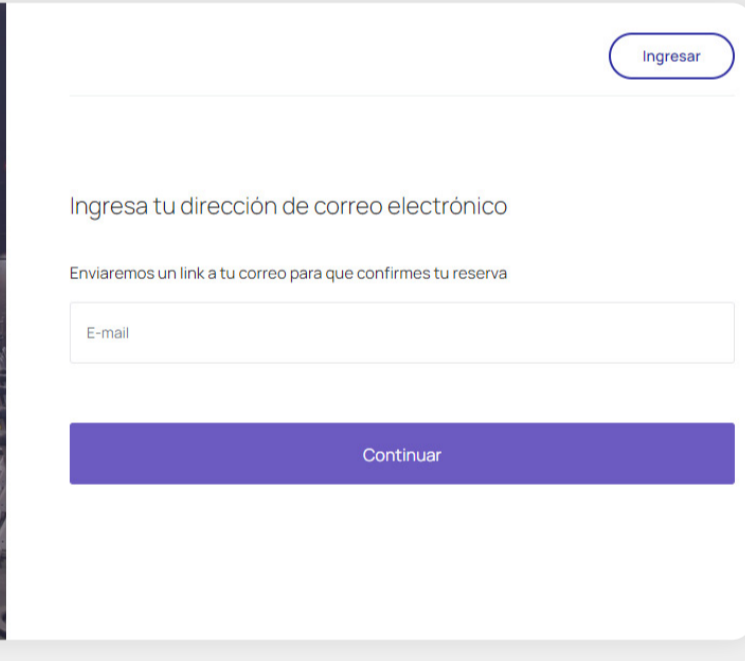 Ingresar
Ingresa tu dirección de correo electrónico
Enviaremos un link a tu correo para que confirmes tu reserva
E-mail
Continuar